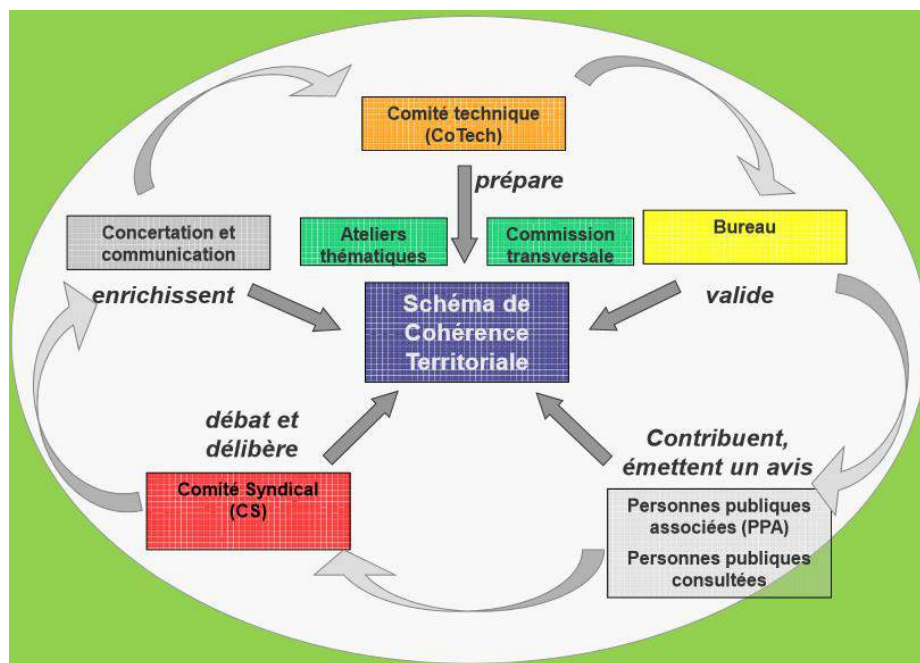 Comité technique
(CoTech)
prépare
Concertation et
communication
Ateliers
thématiques
Commission
transversale
Bureau
enrichissent
Schéma de
Cohérence
Territoriale
valide
débat et
délibère
Contribuent,
émettent un avis
Comité Syndical
(CS)
Personnes publiques
associées (PPA)
Personnes publiques
consultées